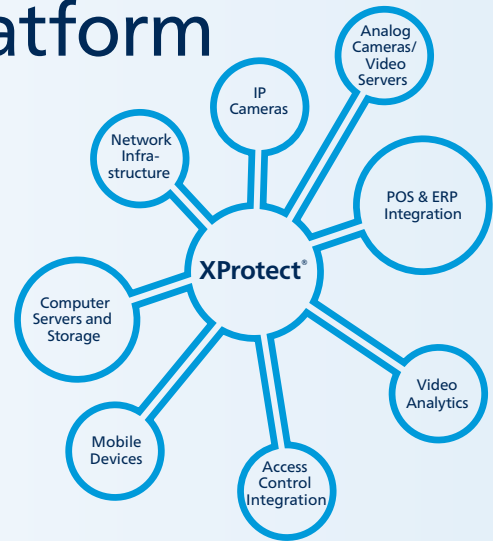 atform
Analog
Cameras/
Video
Servers
IP
Cameras
Network
Infra-
structure
POS & ERP
Integration
XProtect®
Computer
Servers and
Storage
Video
Analytics
Mobile
Devices
Access
Control
Integration